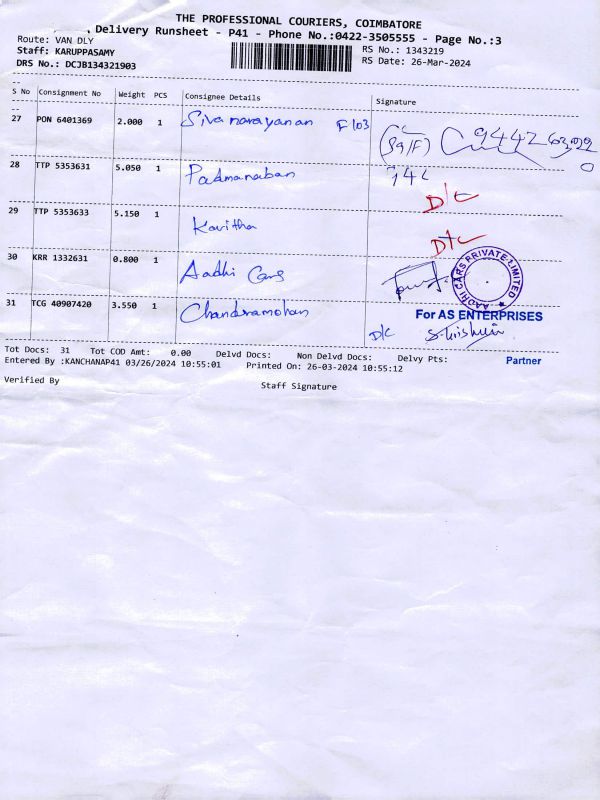 THE PROFESSIONAL COURIERS, COIMBATORE
Delivery Runsheet - P41 - Phone No.:0422-3505555 - Page No.:3
Route: VAN DLY
RS No.: 1343219
Staff: KARUPPASAMY
RS Date: 26-Mar-2024
DRS No.: DCJB134321903
S No Consignment No Weight PCS Consignee Details Signature
27 PON 6401369 2.000 1 Siva narayanan F103
28 TTP 5353631 5.050 1 Padmanaban D/C
29 TTP 5353633 5.150 1 Kavitha D/C
30 KRR 1332631 0.800 1 Aadhi Cars
AADHI CARS PRIVATE LIMITED
31 TCG 40907420 3.550 1 Chandramohan D/C
For AS ENTERPRISES
Partner
Tot Docs: 31 Tot COD Amt: 0.00 Delvd Docs: Non Delvd Docs: Delvy Pts:
Entered By :KANCHANAP41 03/26/2024 10:55:01 Printed On: 26-03-2024 10:55:12
Verified By Staff Signature